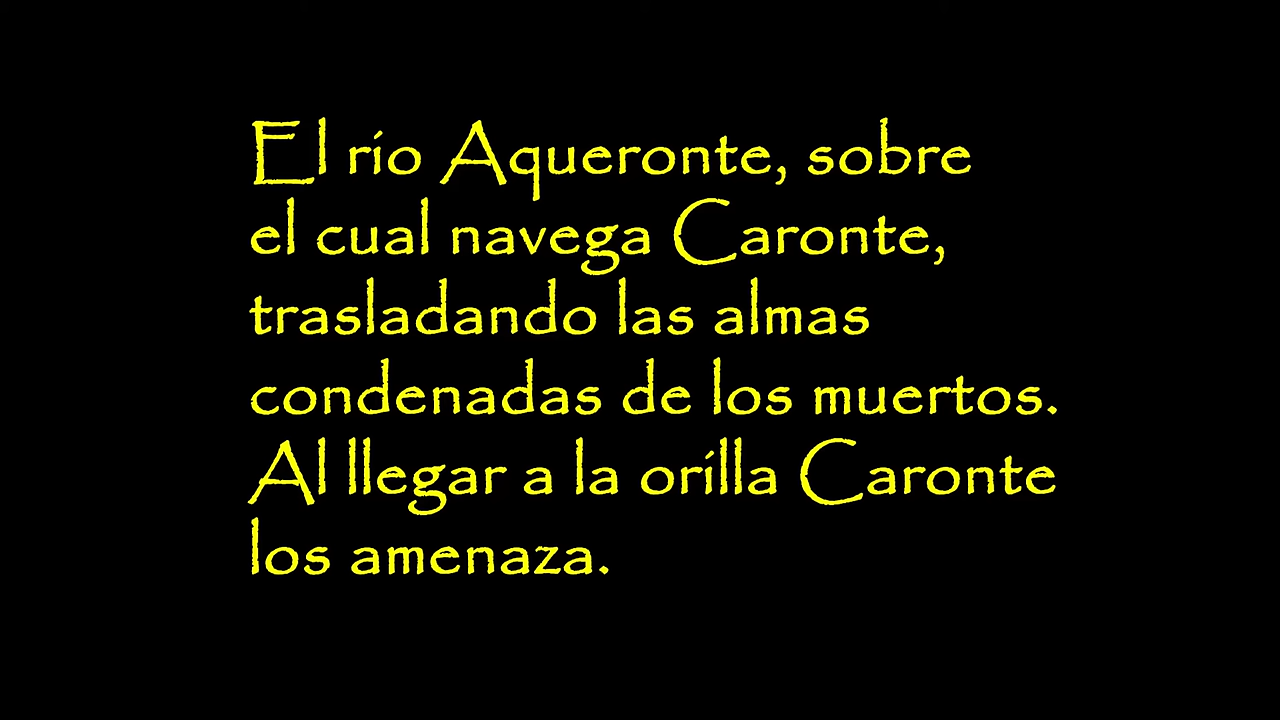 El rio Aqueronte, sobre
el cual navega Caronte,
trasladando las almas
condenadas de los muertos.
Al llegar a la orilla Caronte
los amenaza.